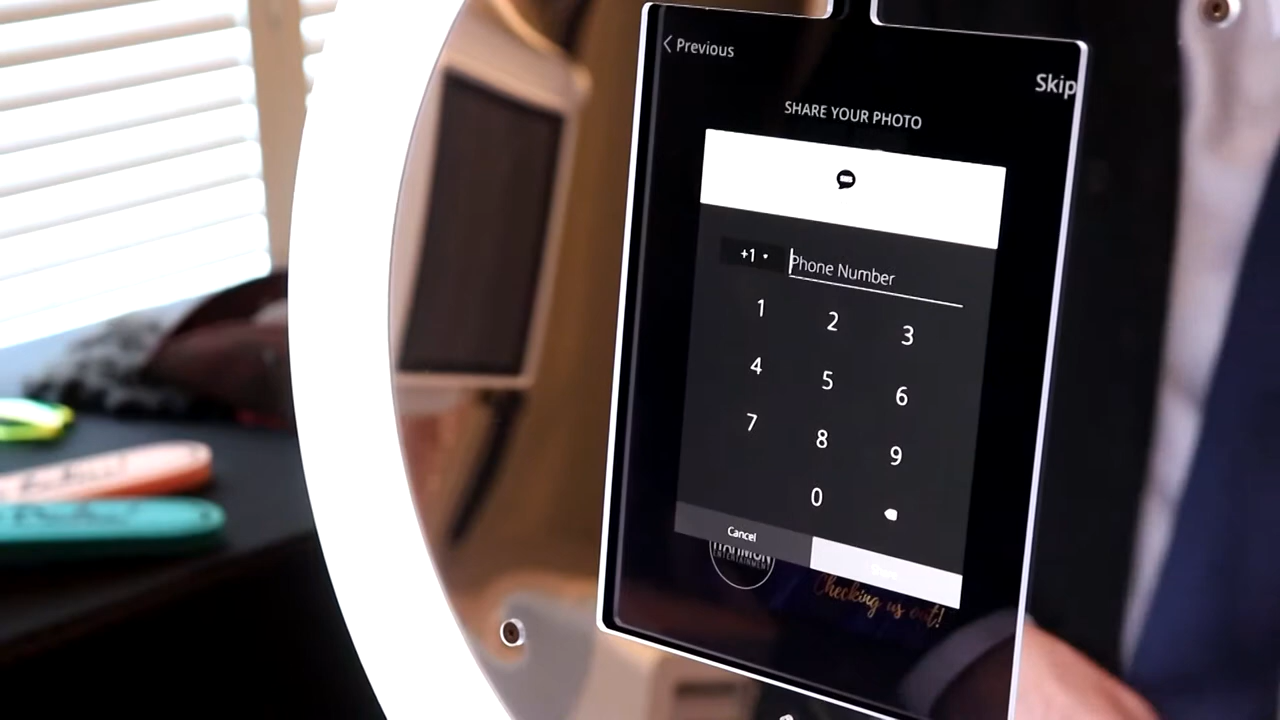 Previous
Skip
SHARE YOUR PHOTO
+1
Phone Number
1 2 3
4 5 6
7 8 9
0
Cancel
ENTERTAINMENT
Checking us out!